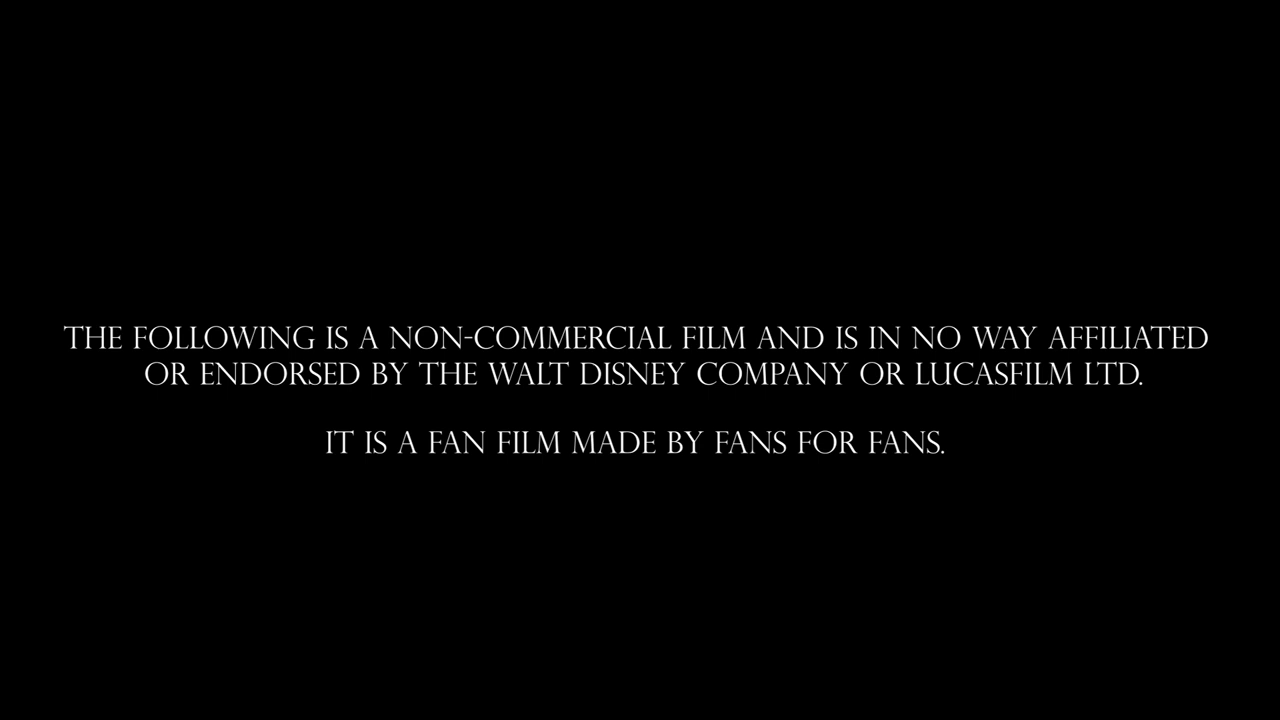 THE FOLLOWING IS A NON-COMMERCIAL FILM AND IS IN NO WAY AFFILIATED
OR ENDORSED BY THE WALT DISNEY COMPANY OR LUCASFILM LTD.
IT IS A FAN FILM MADE BY FANS FOR FANS.